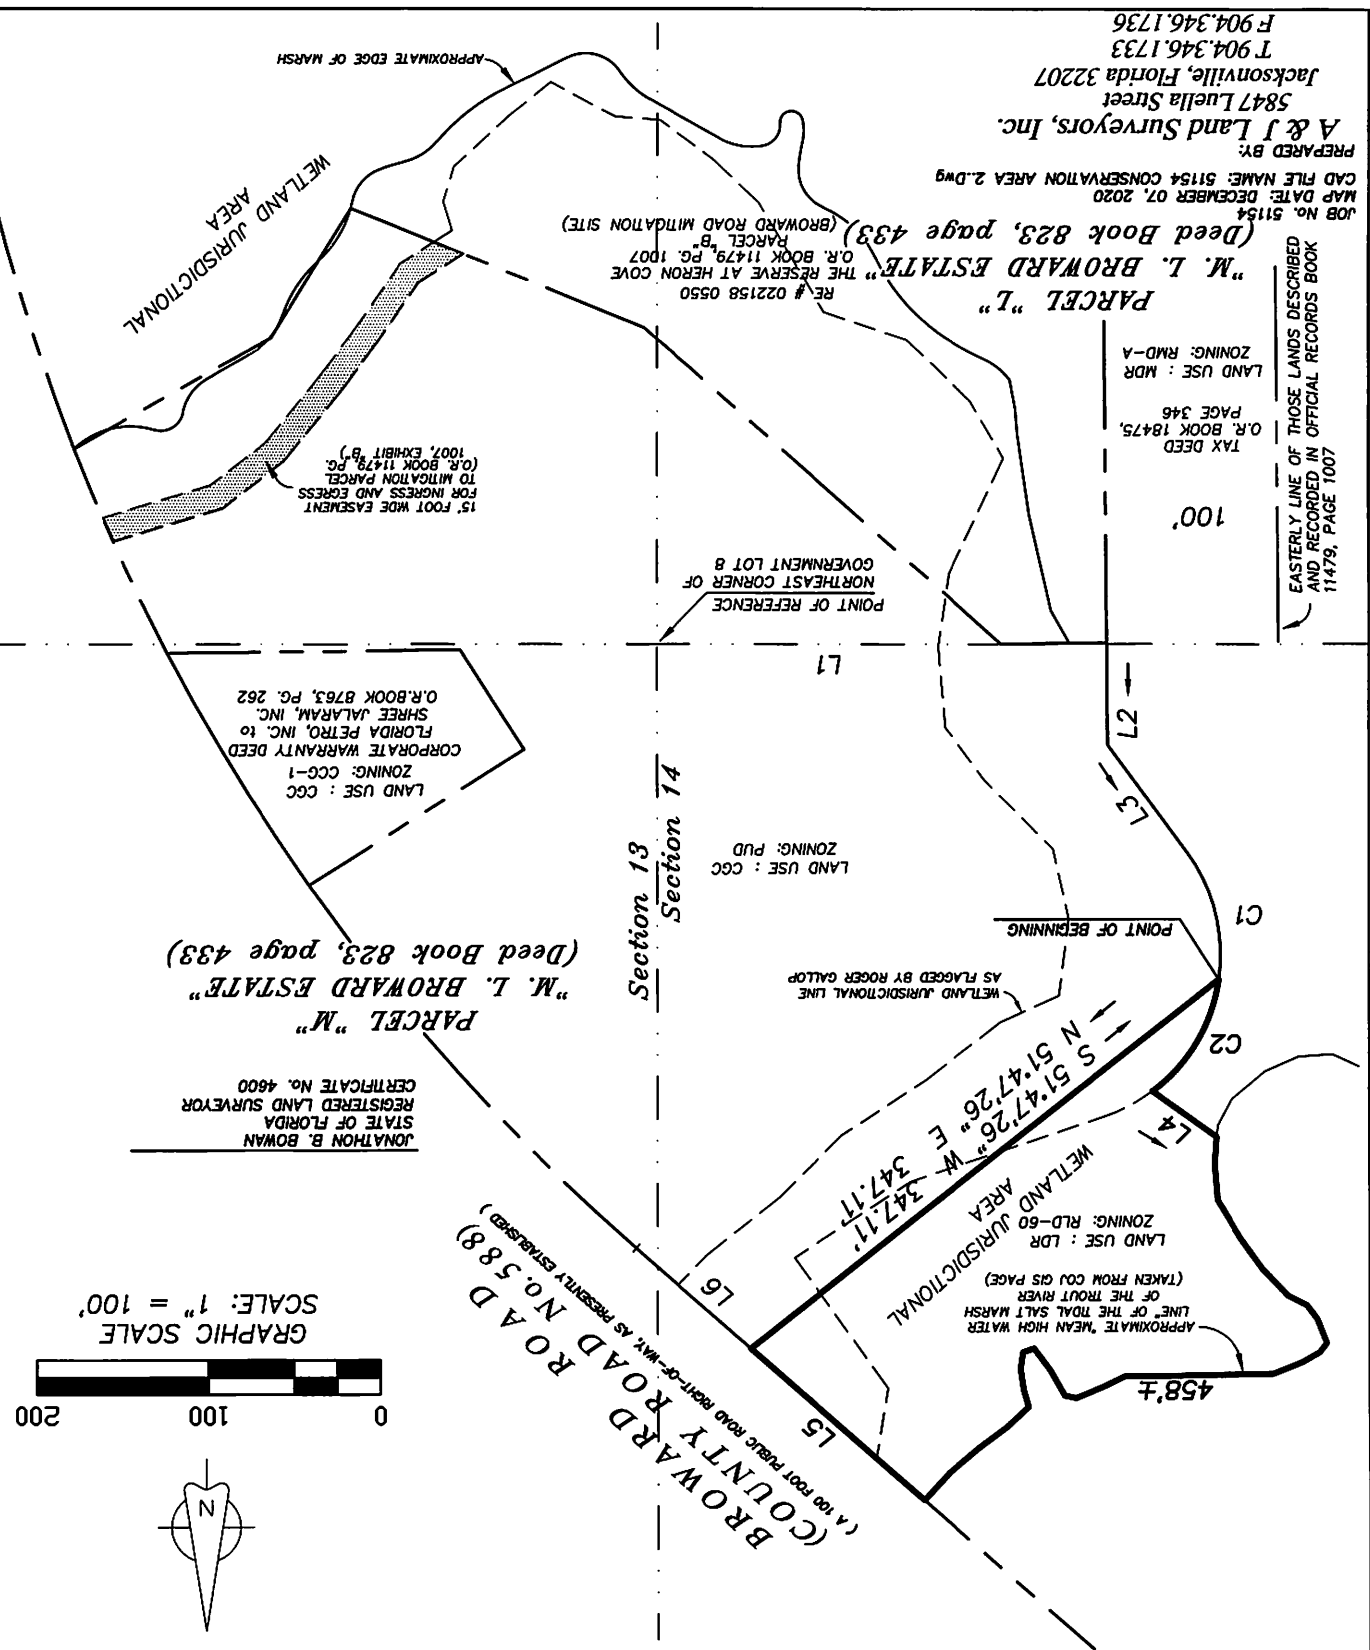 BROWARD ROAD
(COUNTY ROAD No.588)
( A 100 FOOT PUBLIC ROAD RIGHT-OF-WAY, AS PRESENTLY ESTABLISHED )
N
0 100 200
GRAPHIC SCALE
SCALE: 1" = 100'
458'±
APPROXIMATE "MEAN HIGH WATER
LINE" OF THE TIDAL SALT MARSH
OF THE TROUT RIVER
(TAKEN FROM COJ GIS PAGE)
LAND USE : LDR
ZONING: RLD-60
WETLAND JURISDICTIONAL
AREA
L5
L6
L4
C2
S 51°47'26" W 347.11'
N 51°47'26" E 347.11'
JONATHON B. BOWAN
STATE OF FLORIDA
REGISTERED LAND SURVEYOR
CERTIFICATE No. 4600
WETLAND JURISDICTIONAL LINE
AS FLAGGED BY ROGER GALLOP
POINT OF BEGINNING
C1
PARCEL "M"
"M. L. BROWARD ESTATE"
(Deed Book 823, page 433)
Section 13
Section 14
LAND USE : CGC
ZONING: PUD
L3
L2
L1
LAND USE : CGC
ZONING: CCG-1
CORPORATE WARRANTY DEED
FLORIDA PETRO, INC. to
SHREE JALARAM, INC.
O.R.BOOK 8763, PG. 262
POINT OF REFERENCE
NORTHEAST CORNER OF
GOVERNMENT LOT 8
EASTERLY LINE OF THOSE LANDS DESCRIBED
AND RECORDED IN OFFICIAL RECORDS BOOK
11479, PAGE 1007
100'
TAX DEED
O.R. BOOK 18475,
PAGE 346
LAND USE : MDR
ZONING: RMD-A
15' FOOT WIDE EASEMENT
FOR INGRESS AND EGRESS
TO MITIGATION PARCEL
(O.R. BOOK 11479, PG.
1007, EXHIBIT "B")
PARCEL "L"
"M. L. BROWARD ESTATE"
(Deed Book 823, page 433)
RE # 022158 0550
THE RESERVE AT HERON COVE
O.R. BOOK 11479, PG. 1007
PARCEL "B"
(BROWARD ROAD MITIGATION SITE)
WETLAND JURISDICTIONAL
AREA
APPROXIMATE EDGE OF MARSH
JOB No. 51154
MAP DATE: DECEMBER 07, 2020
CAD FILE NAME: 51154 CONSERVATION AREA 2..Dwg
PREPARED BY:
A & J Land Surveyors, Inc.
5847 Luella Street
Jacksonville, Florida 32207
T 904.346.1733
F 904.346.1736